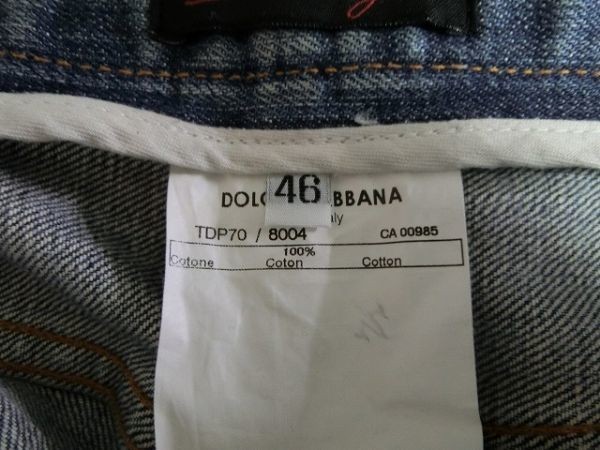 46
DOLC BBANA
aly
TDP70 / 8004 CA 00985
100%
Cotone Coton Cotton